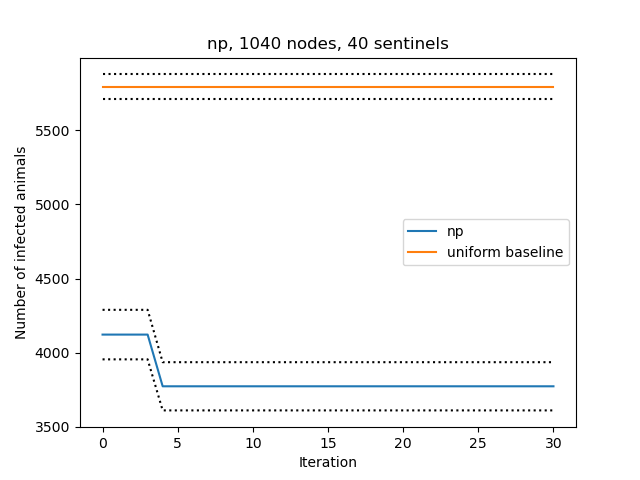 np, 1040 nodes, 40 sentinels
Number of infected animals
5500
5000
4500
4000
3500
np
uniform baseline
0 5 10 15 20 25 30
Iteration